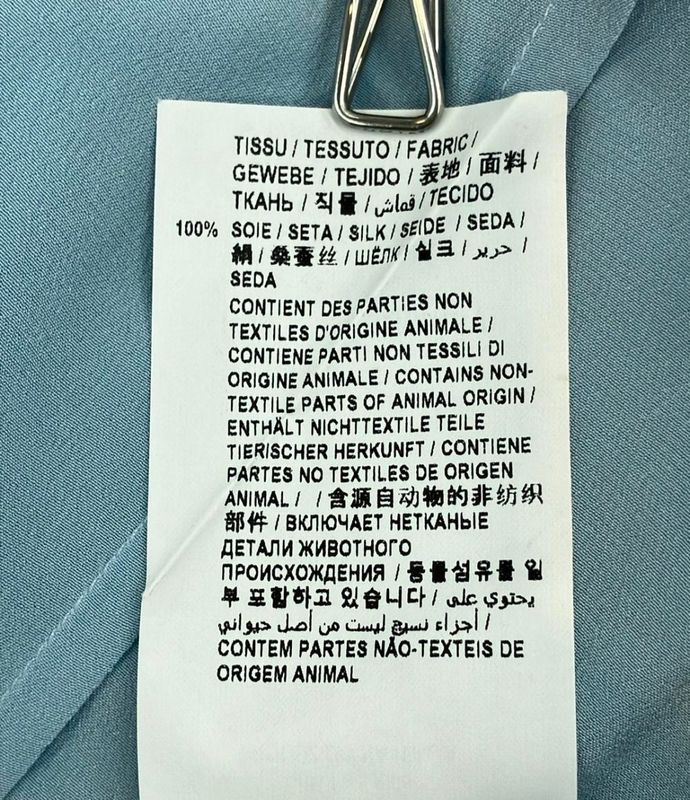 TISSU / TESSUTO / FABRIC /
GEWEBE / TEJIDO / 表地 / 面料 /
ТКАНЬ / 직물 / قماش / TECIDO
100% SOIE / SETA / SILK / SEIDE / SEDA /
絹 / 桑蚕丝 / ШЁЛК / 실크 / حرير /
SEDA
CONTIENT DES PARTIES NON
TEXTILES D'ORIGINE ANIMALE /
CONTIENE PARTI NON TESSILI DI
ORIGINE ANIMALE / CONTAINS NON-
TEXTILE PARTS OF ANIMAL ORIGIN /
ENTHÄLT NICHTTEXTILE TEILE
TIERISCHER HERKUNFT / CONTIENE
PARTES NO TEXTILES DE ORIGEN
ANIMAL / / 含源自动物的非纺织
部件 / ВКЛЮЧАЕТ НЕТКАНЫЕ
ДЕТАЛИ ЖИВОТНОГО
ПРОИСХОЖДЕНИЯ / 동물섬유를 일
부 포함하고 있습니다 / يحتوي على
أجزاء نسيج ليست من أصل حيواني /
CONTEM PARTES NÃO-TEXTEIS DE
ORIGEM ANIMAL